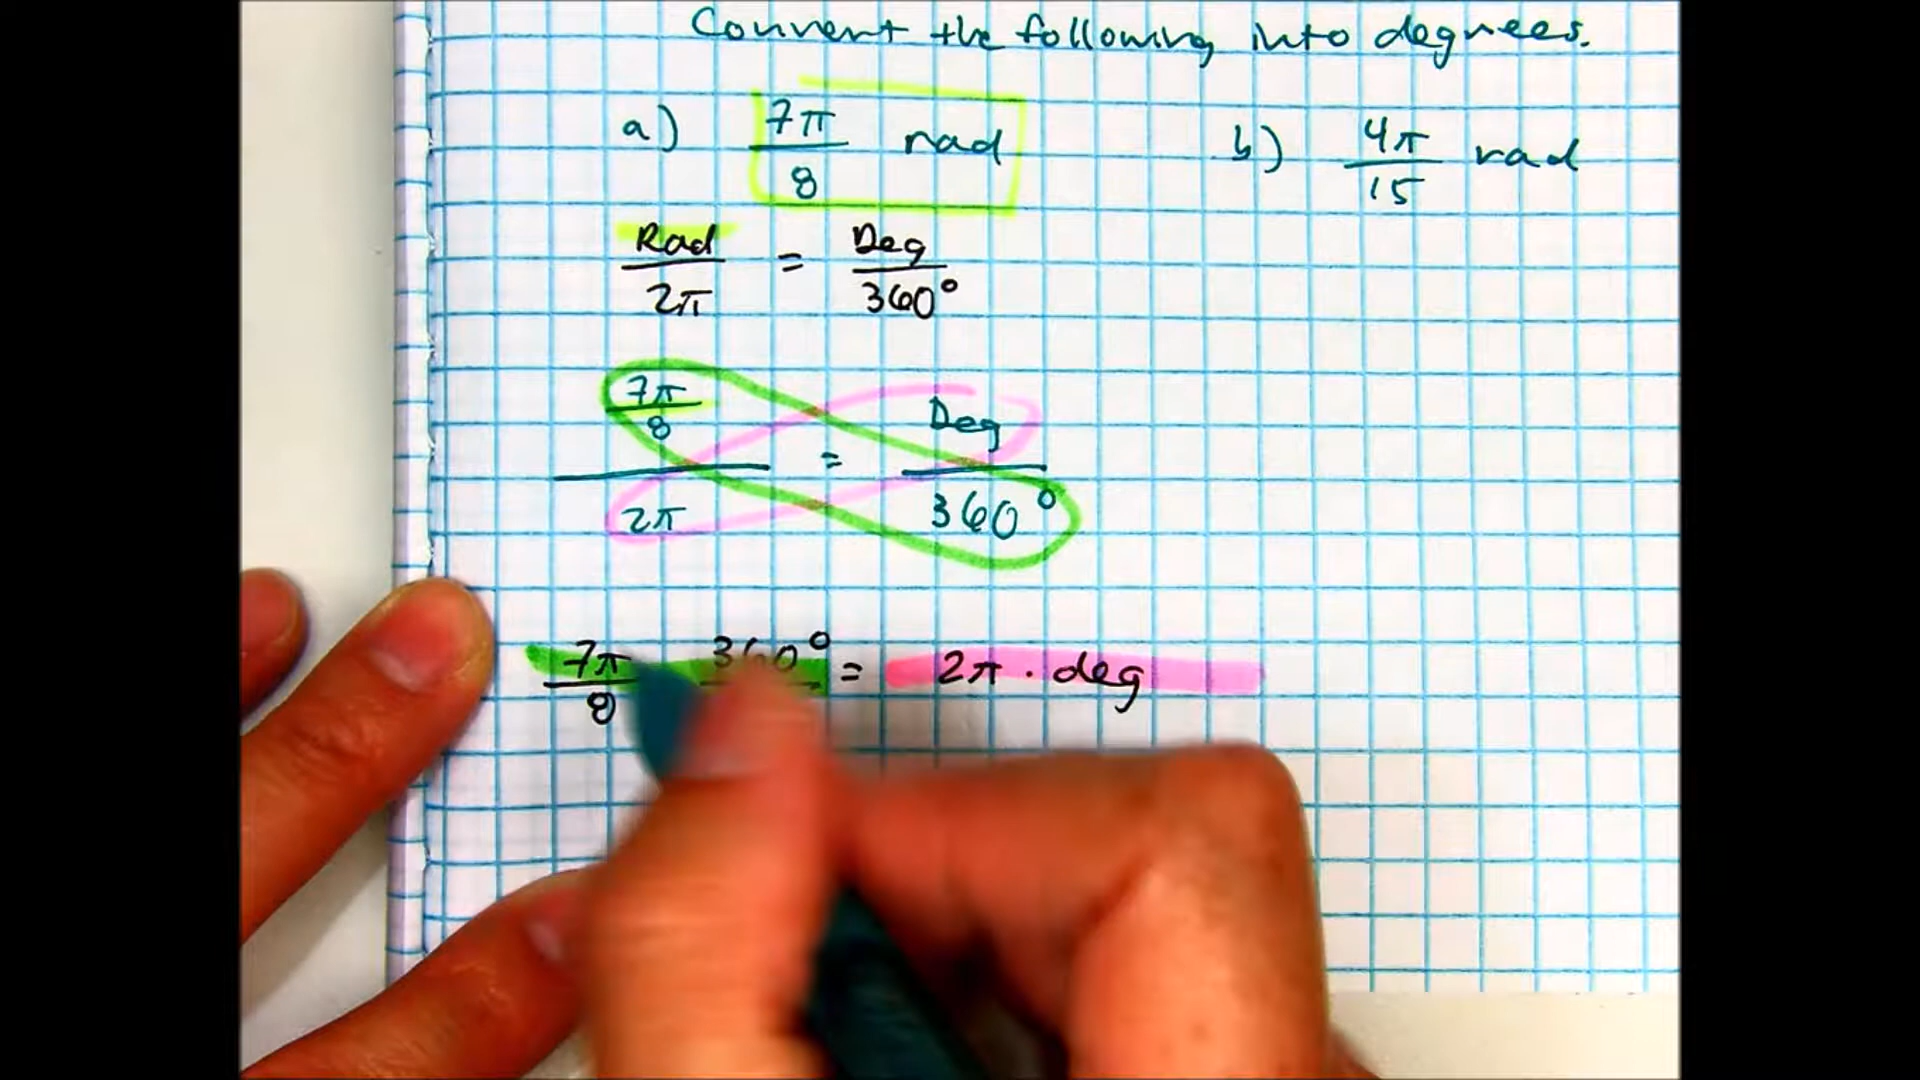 Convert the following into degrees.
a) 7π/8 rad
b) 4π/15 rad
Rad/2π = Deg/360°
7π/8 / 2π = Deg/360°
7π/8 360° = 2π · deg